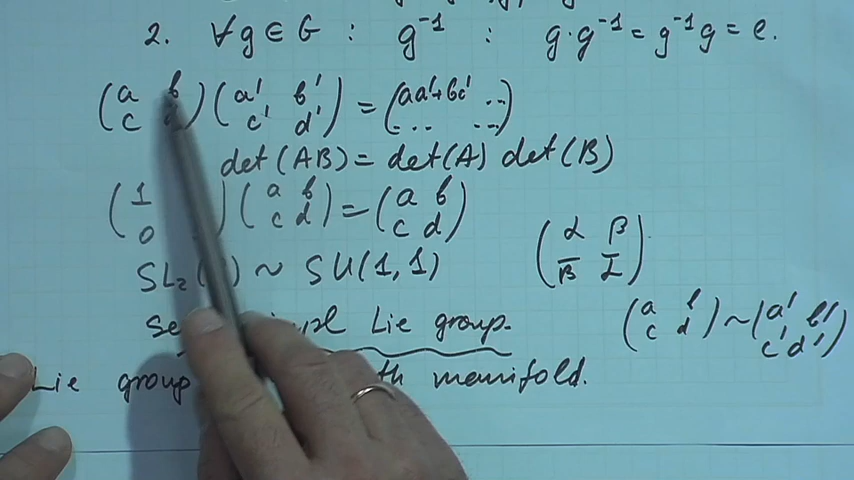 2. ∀g ∈ G : g⁻¹ : g·g⁻¹ = g⁻¹g = e.
(a b ; c d)(a' b' ; c' d') = (aa'+bc' ... ; ... ...)
det(AB) = det(A) det(B)
(1 ; 0)(a b ; c d) = (a b ; c d)
(α β ; β̅ α̅).
SL₂( ) ~ SU(1,1)
(a b ; c d) ~ (a' b' ; c' d')
Lie group.
Lie group manifold.